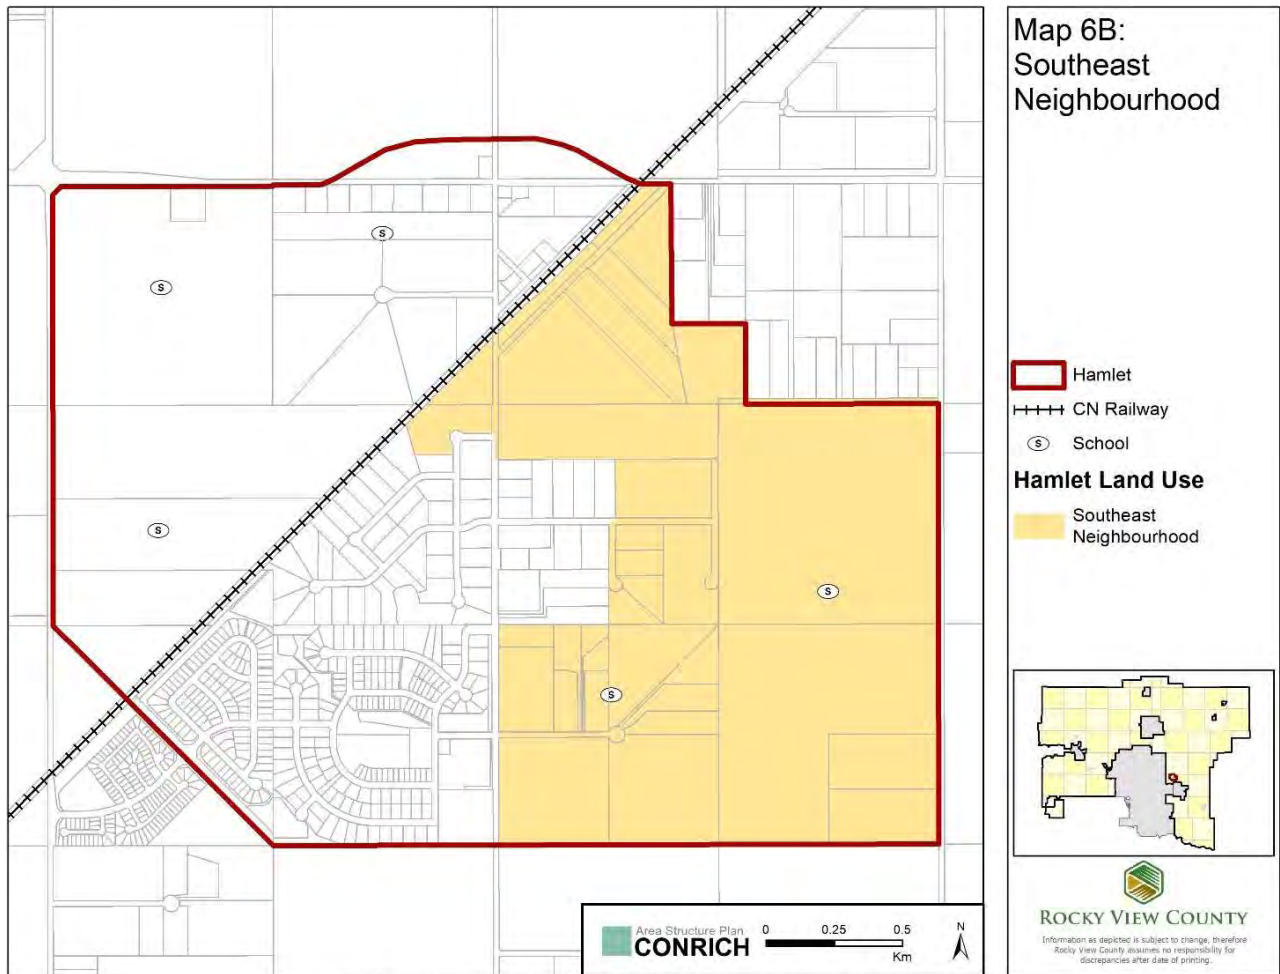 Map 6B:
Southeast
Neighbourhood
S
S
S
S
S
Hamlet
CN Railway
S School
Hamlet Land Use
Southeast
Neighbourhood
Area Structure Plan
CONRICH
0 0.25 0.5
Km
N
ROCKY VIEW COUNTY
Information as depicted is subject to change, therefore
Rocky View County assumes no responsibility for
discrepancies after date of printing.